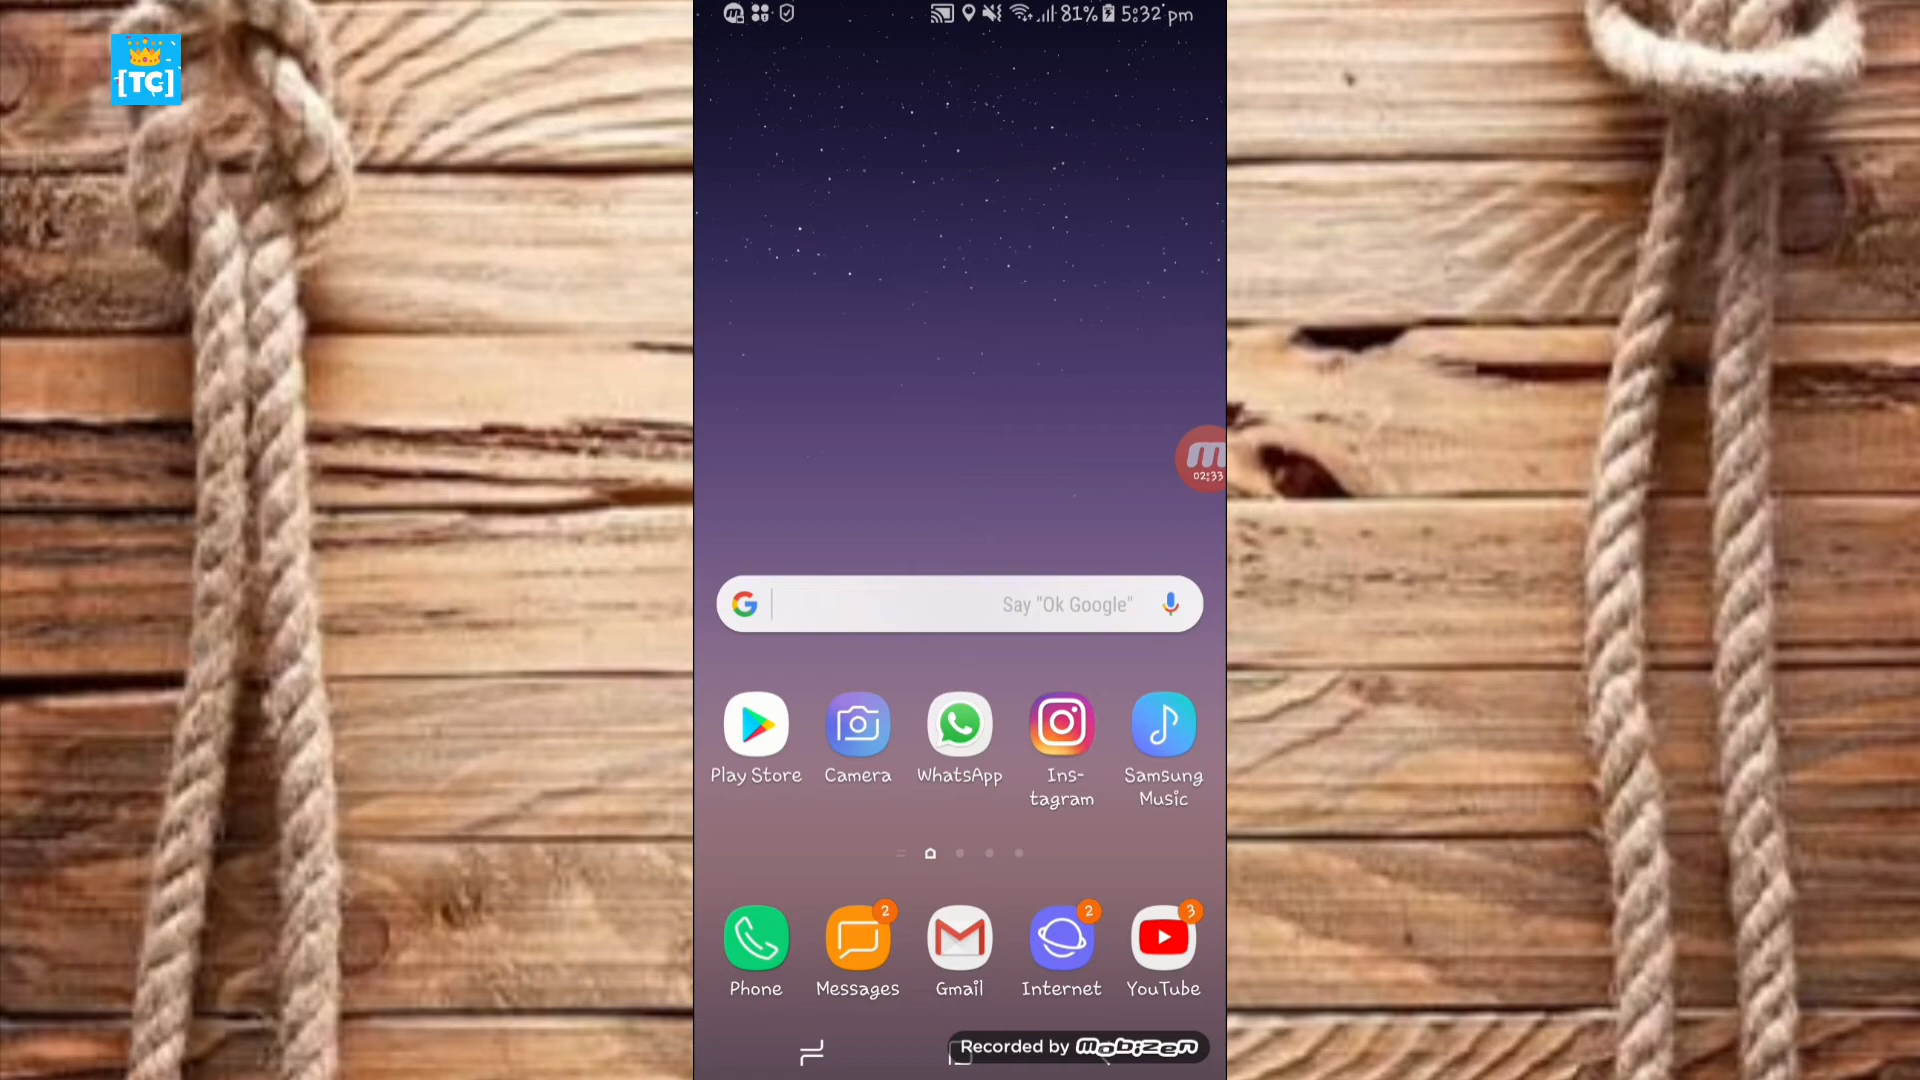 [TC]
81% 5:32 pm
02:33
Say "Ok Google"
Play Store
Camera
WhatsApp
Ins-
tagram
Samsung
Music
2
2
3
Phone
Messages
Gmail
Internet
YouTube
Recorded by mobizen